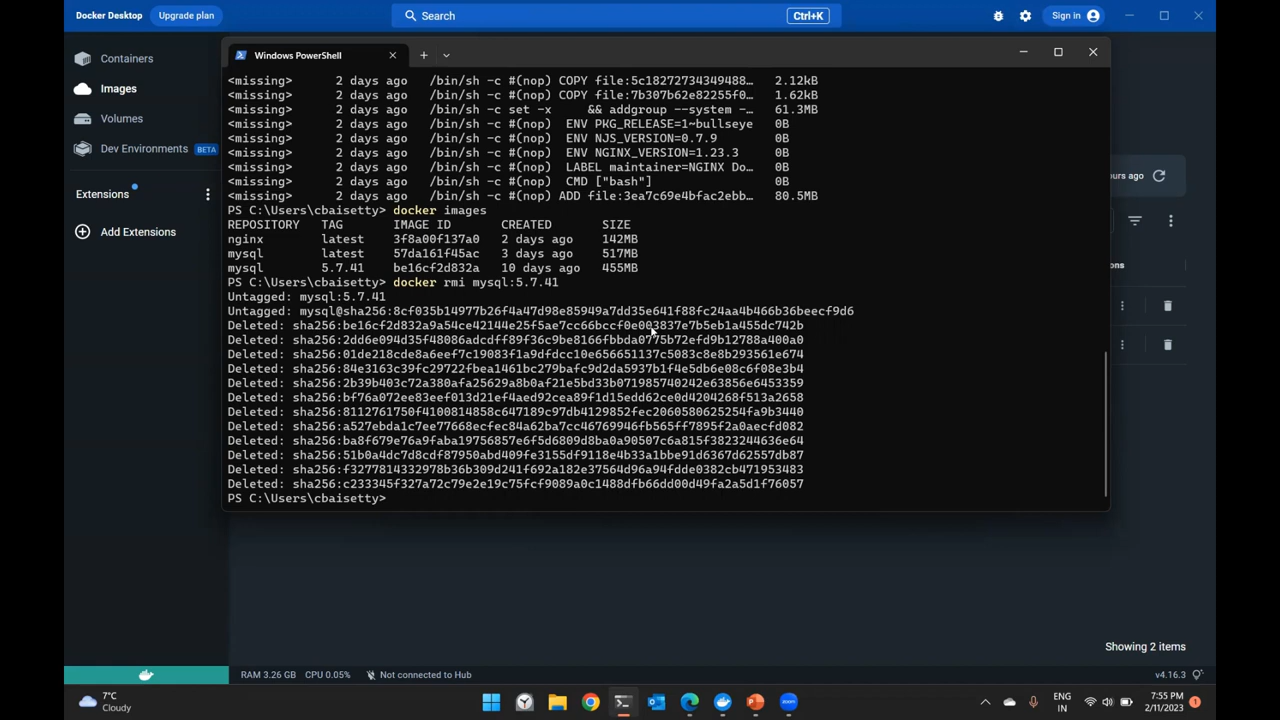 Docker Desktop
Upgrade plan
Search
Ctrl+K
Sign in
Containers
Images
Volumes
Dev Environments
BETA
Extensions
Add Extensions
Windows PowerShell
<missing> 2 days ago /bin/sh -c #(nop) COPY file:5c18272734349488… 2.12kB
<missing> 2 days ago /bin/sh -c #(nop) COPY file:7b307b62e82255f0… 1.62kB
<missing> 2 days ago /bin/sh -c set -x && addgroup --system -… 61.3MB
<missing> 2 days ago /bin/sh -c #(nop) ENV PKG_RELEASE=1~bullseye 0B
<missing> 2 days ago /bin/sh -c #(nop) ENV NJS_VERSION=0.7.9 0B
<missing> 2 days ago /bin/sh -c #(nop) ENV NGINX_VERSION=1.23.3 0B
<missing> 2 days ago /bin/sh -c #(nop) LABEL maintainer=NGINX Do… 0B
<missing> 2 days ago /bin/sh -c #(nop) CMD ["bash"] 0B
<missing> 2 days ago /bin/sh -c #(nop) ADD file:3ea7c69e4bfac2ebb… 80.5MB
PS C:\Users\cbaisetty> docker images
REPOSITORY TAG IMAGE ID CREATED SIZE
nginx latest 3f8a00f137a0 2 days ago 142MB
mysql latest 57da161f45ac 3 days ago 517MB
mysql 5.7.41 be16cf2d832a 10 days ago 455MB
PS C:\Users\cbaisetty> docker rmi mysql:5.7.41
Untagged: mysql:5.7.41
Untagged: mysql@sha256:8cf035b14977b26f4a47d98e85949a7dd35e641f88fc24aa4b466b36beecf9d6
Deleted: sha256:be16cf2d832a9a54ce42144e25f5ae7cc66bccf0e003837e7b5eb1a455dc742b
Deleted: sha256:2dd6e094d35f48086adcdff89f36c9be8166fbbda0775b72efd9b12788a400a0
Deleted: sha256:01de218cde8a6eef7c19083f1a9dfdcc10e656651137c5083c8e8b293561e674
Deleted: sha256:84e3163c39fc29722fbea1461bc279bafc9d2da5937b1f4e5db6e08c6f08e3b4
Deleted: sha256:2b39b403c72a380afa25629a8b0af21e5bd33b071985740242e63856e6453359
Deleted: sha256:bf76a072ee83eef013d21ef4aed92cea89f1d15edd62ce0d4204268f513a2658
Deleted: sha256:8112761750f4100814858c647189c97db4129852fec2060580625254fa9b3440
Deleted: sha256:a527ebda1c7ee77668ecfec84a62ba7cc46769946fb565ff7895f2a0aecfd082
Deleted: sha256:ba8f679e76a9faba19756857e6f5d6809d8ba0a90507c6a815f3823244636e64
Deleted: sha256:51b0a4dc7d8cdf87950abd409fe3155df9118e4b33a1bbe91d6367d62557db87
Deleted: sha256:f3277814332978b36b309d241f692a182e37564d96a94fdde0382cb471953483
Deleted: sha256:c233345f327a72c79e2e19c75fcf9089a0c1488dfb66dd00d49fa2a5d1f76057
PS C:\Users\cbaisetty>
ours ago
ons
Showing 2 items
RAM 3.26 GB CPU 0.05% Not connected to Hub
v4.16.3
7°C
Cloudy
ENG
IN
7:55 PM
2/11/2023
1
zoom